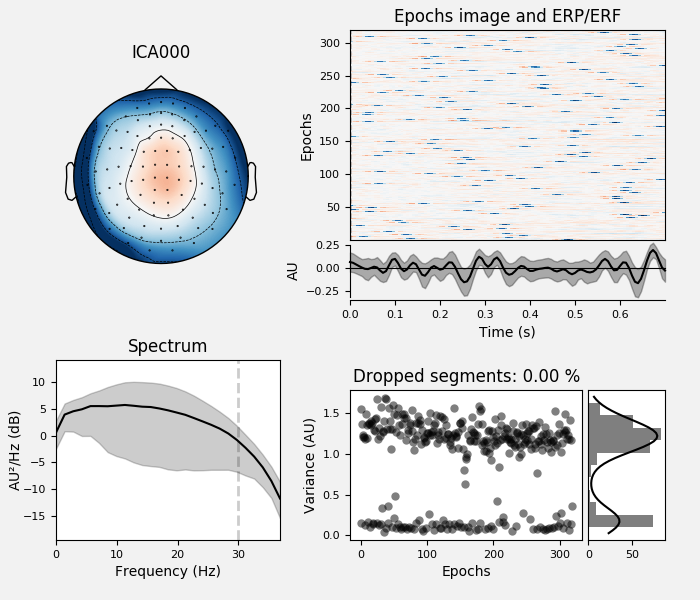 ICA000
Epochs image and ERP/ERF
300
250
200
150
100
50
Epochs
0.25
0.00
−0.25
AU
0.0 0.1 0.2 0.3 0.4 0.5 0.6
Time (s)
Spectrum
10
5
0
−5
−10
−15
AU²/Hz (dB)
0 10 20 30
Frequency (Hz)
Dropped segments: 0.00 %
1.5
1.0
0.5
0.0
Variance (AU)
0 100 200 300
Epochs
0 50